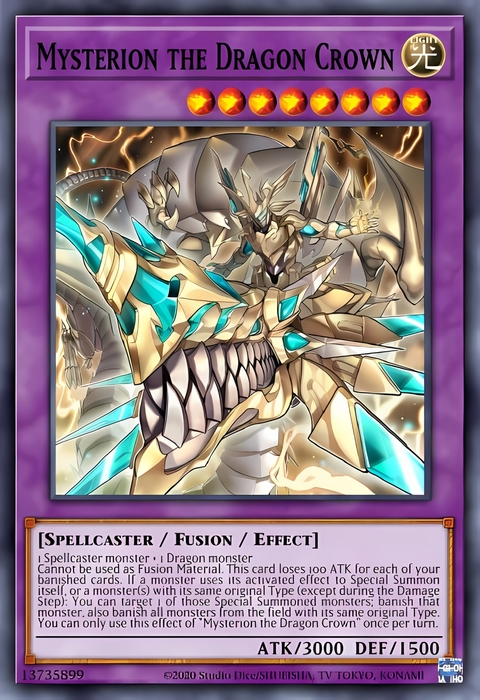 MYSTERION THE DRAGON CROWN
LIGHT
光
[SPELLCASTER / FUSION / EFFECT]
1 Spellcaster monster + 1 Dragon monster
Cannot be used as Fusion Material. This card loses 100 ATK for each of your
banished cards. If a monster uses its activated effect to Special Summon
itself, or a monster(s) with its same original Type (except during the Damage
Step): You can target 1 of those Special Summoned monsters; banish that
monster, also banish all monsters from the field with its same original Type.
You can only use this effect of "Mysterion the Dragon Crown" once per turn.
ATK/3000 DEF/1500
13735899
©2020 Studio Dice/SHUEISHA, TV TOKYO, KONAMI